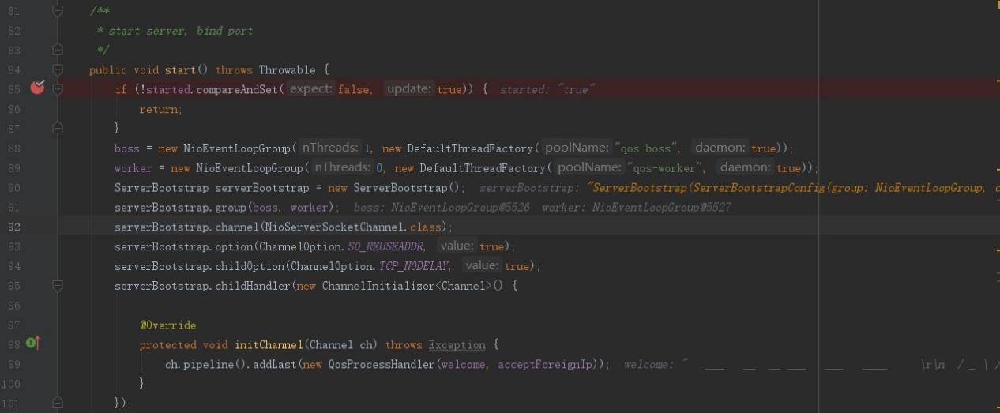 81 /**
82 * start server, bind port
83 */
84 public void start() throws Throwable {
85 if (!started.compareAndSet( expect: false, update: true)) { started: "true"
86 return;
87 }
88 boss = new NioEventLoopGroup( nThreads: 1, new DefaultThreadFactory( poolName: "qos-boss", daemon: true));
89 worker = new NioEventLoopGroup( nThreads: 0, new DefaultThreadFactory( poolName: "qos-worker", daemon: true));
90 ServerBootstrap serverBootstrap = new ServerBootstrap(); serverBootstrap: "ServerBootstrap(ServerBootstrapConfig(group: NioEventLoopGroup,
91 serverBootstrap.group(boss, worker); boss: NioEventLoopGroup@5526 worker: NioEventLoopGroup@5527
92 serverBootstrap.channel(NioServerSocketChannel.class);
93 serverBootstrap.option(ChannelOption.SO_REUSEADDR, value: true);
94 serverBootstrap.childOption(ChannelOption.TCP_NODELAY, value: true);
95 serverBootstrap.childHandler(new ChannelInitializer<Channel>() {
96
97 @Override
98 protected void initChannel(Channel ch) throws Exception {
99 ch.pipeline().addLast(new QosProcessHandler(welcome, acceptForeignIp)); welcome: " ___ __ __ ___ ___ ____ \r\n / _ \ /
100 }
101 });